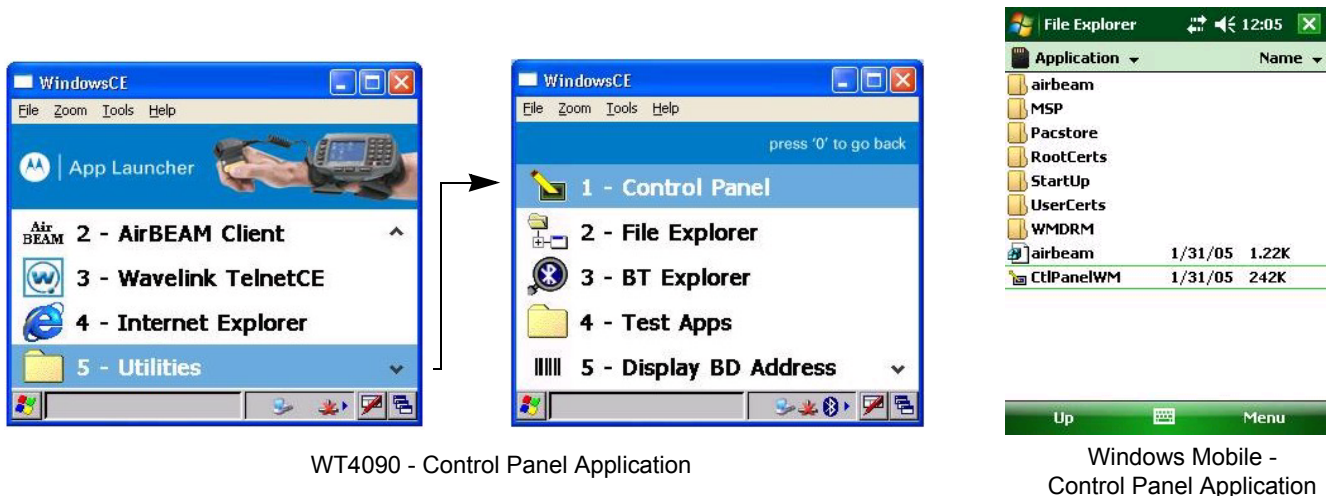 WindowsCE
File Zoom Tools Help
App Launcher
Air BEAM 2 - AirBEAM Client
3 - Wavelink TelnetCE
4 - Internet Explorer
5 - Utilities
WindowsCE
File Zoom Tools Help
press '0' to go back
1 - Control Panel
2 - File Explorer
3 - BT Explorer
4 - Test Apps
5 - Display BD Address
WT4090 - Control Panel Application
File Explorer 12:05
Application Name
airbeam
MSP
Pacstore
RootCerts
StartUp
UserCerts
WMDRM
airbeam 1/31/05 1.22K
CtlPanelWM 1/31/05 242K
Up Menu
Windows Mobile -
Control Panel Application